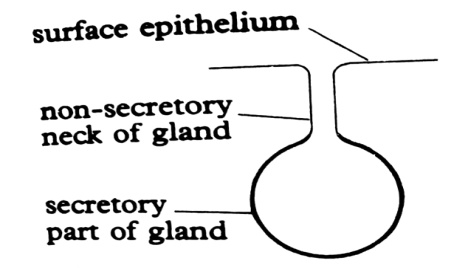 surface epithelium
non-secretory
neck of gland
secretory
part of gland